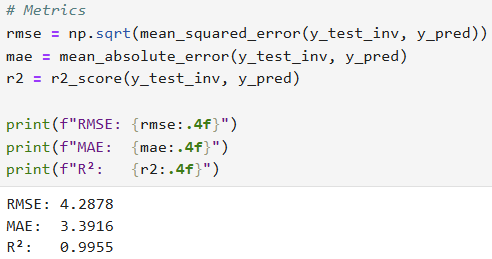 # Metrics
rmse = np.sqrt(mean_squared_error(y_test_inv, y_pred))
mae = mean_absolute_error(y_test_inv, y_pred)
r2 = r2_score(y_test_inv, y_pred)
print(f"RMSE: {rmse:.4f}")
print(f"MAE:  {mae:.4f}")
print(f"R²:   {r2:.4f}")
RMSE: 4.2878
MAE:  3.3916
R²:   0.9955